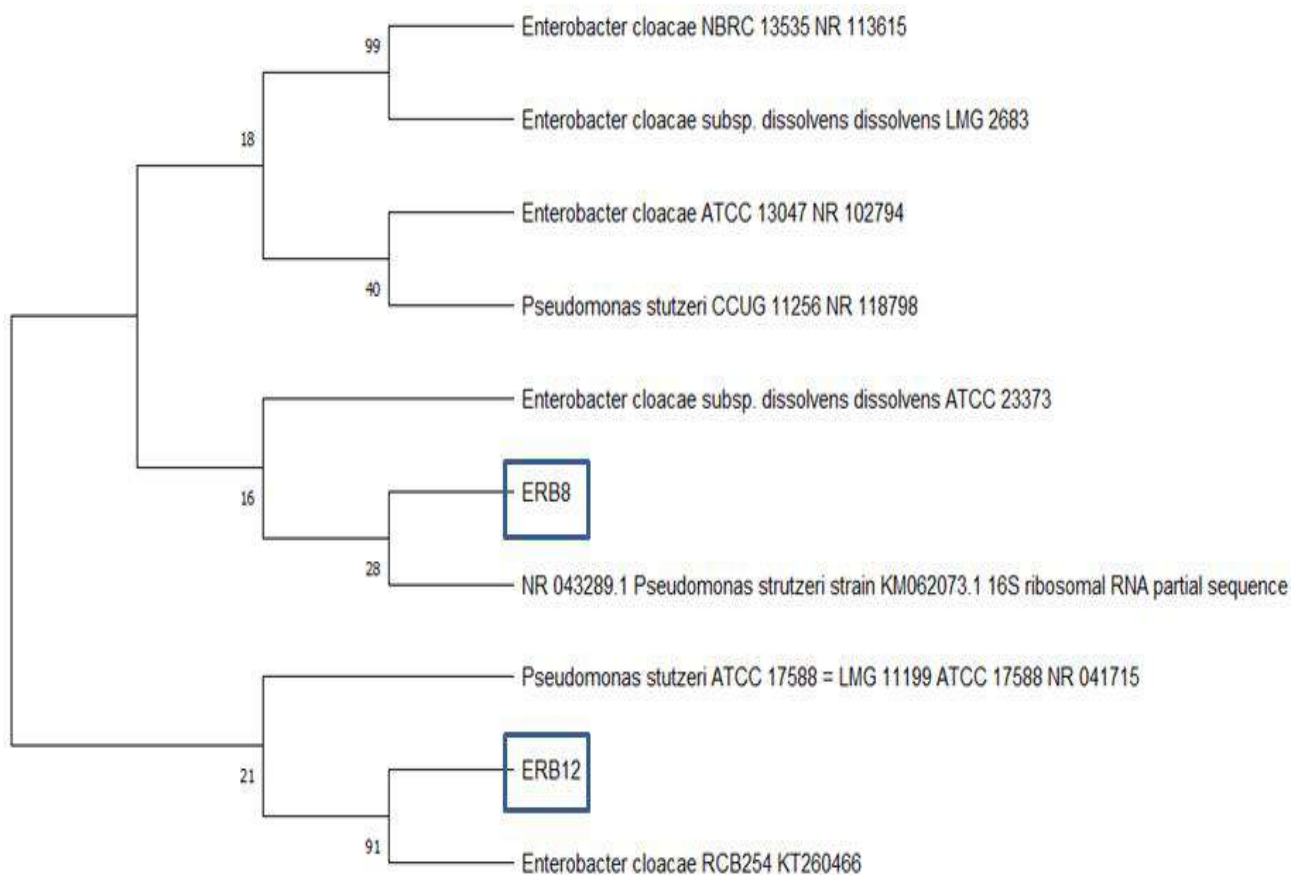 Enterobacter cloacae NBRC 13535 NR 113615
99
Enterobacter cloacae subsp. dissolvens dissolvens LMG 2683
18
Enterobacter cloacae ATCC 13047 NR 102794
40
Pseudomonas stutzeri CCUG 11256 NR 118798
Enterobacter cloacae subsp. dissolvens dissolvens ATCC 23373
16
ERB8
28
NR 043289.1 Pseudomonas strutzeri strain KM062073.1 16S ribosomal RNA partial sequence
Pseudomonas stutzeri ATCC 17588 = LMG 11199 ATCC 17588 NR 041715
21
ERB12
91
Enterobacter cloacae RCB254 KT260466